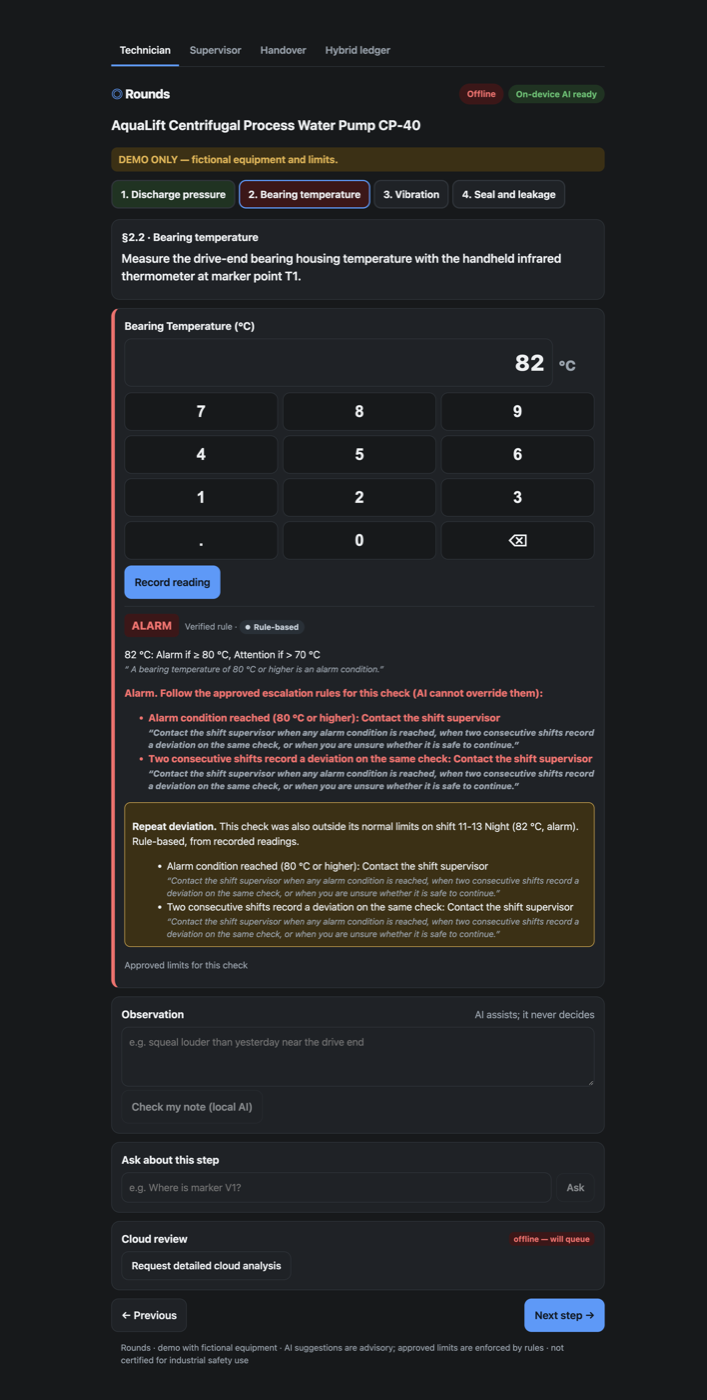 Technician Supervisor Handover Hybrid ledger
Rounds Offline On-device AI ready
AquaLift Centrifugal Process Water Pump CP-40
DEMO ONLY — fictional equipment and limits.
1. Discharge pressure 2. Bearing temperature 3. Vibration 4. Seal and leakage
§2.2 · Bearing temperature
Measure the drive-end bearing housing temperature with the handheld infrared
thermometer at marker point T1.
Bearing Temperature (°C)
82 °C
7 8 9
4 5 6
1 2 3
. 0
Record reading
ALARM Verified rule · Rule-based
82 °C: Alarm if ≥ 80 °C, Attention if > 70 °C
“ A bearing temperature of 80 °C or higher is an alarm condition.”
Alarm. Follow the approved escalation rules for this check (AI cannot override them):
• Alarm condition reached (80 °C or higher): Contact the shift supervisor
“Contact the shift supervisor when any alarm condition is reached, when two consecutive shifts record
a deviation on the same check, or when you are unsure whether it is safe to continue.”
• Two consecutive shifts record a deviation on the same check: Contact the shift supervisor
“Contact the shift supervisor when any alarm condition is reached, when two consecutive shifts record
a deviation on the same check, or when you are unsure whether it is safe to continue.”
Repeat deviation. This check was also outside its normal limits on shift 11-13 Night (82 °C, alarm).
Rule-based, from recorded readings.
• Alarm condition reached (80 °C or higher): Contact the shift supervisor
“Contact the shift supervisor when any alarm condition is reached, when two consecutive shifts record a
deviation on the same check, or when you are unsure whether it is safe to continue.”
• Two consecutive shifts record a deviation on the same check: Contact the shift supervisor
“Contact the shift supervisor when any alarm condition is reached, when two consecutive shifts record a
deviation on the same check, or when you are unsure whether it is safe to continue.”
Approved limits for this check
Observation AI assists; it never decides
e.g. squeal louder than yesterday near the drive end
Check my note (local AI)
Ask about this step
e.g. Where is marker V1? Ask
Cloud review offline — will queue
Request detailed cloud analysis
← Previous Next step →
Rounds · demo with fictional equipment · AI suggestions are advisory; approved limits are enforced by rules · not
certified for industrial safety use